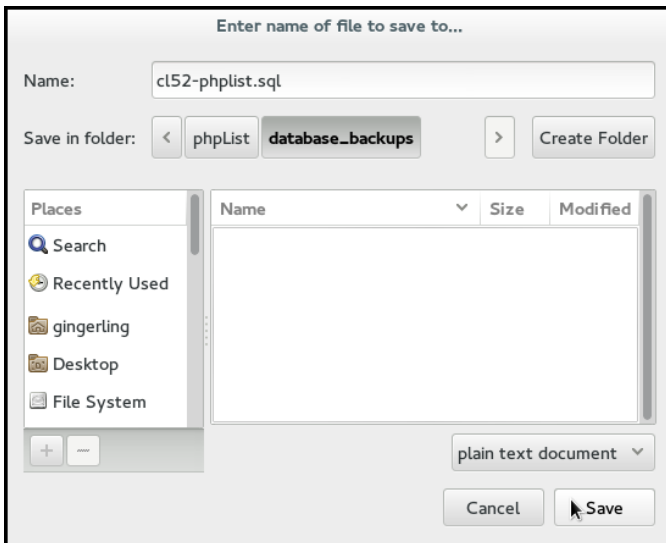 Enter name of file to save to...
Name: cl52-phplist.sql
Save in folder: < phpList database_backups > Create Folder
Places
Search
Recently Used
gingerling
Desktop
File System
Name Size Modified
plain text document
Cancel Save